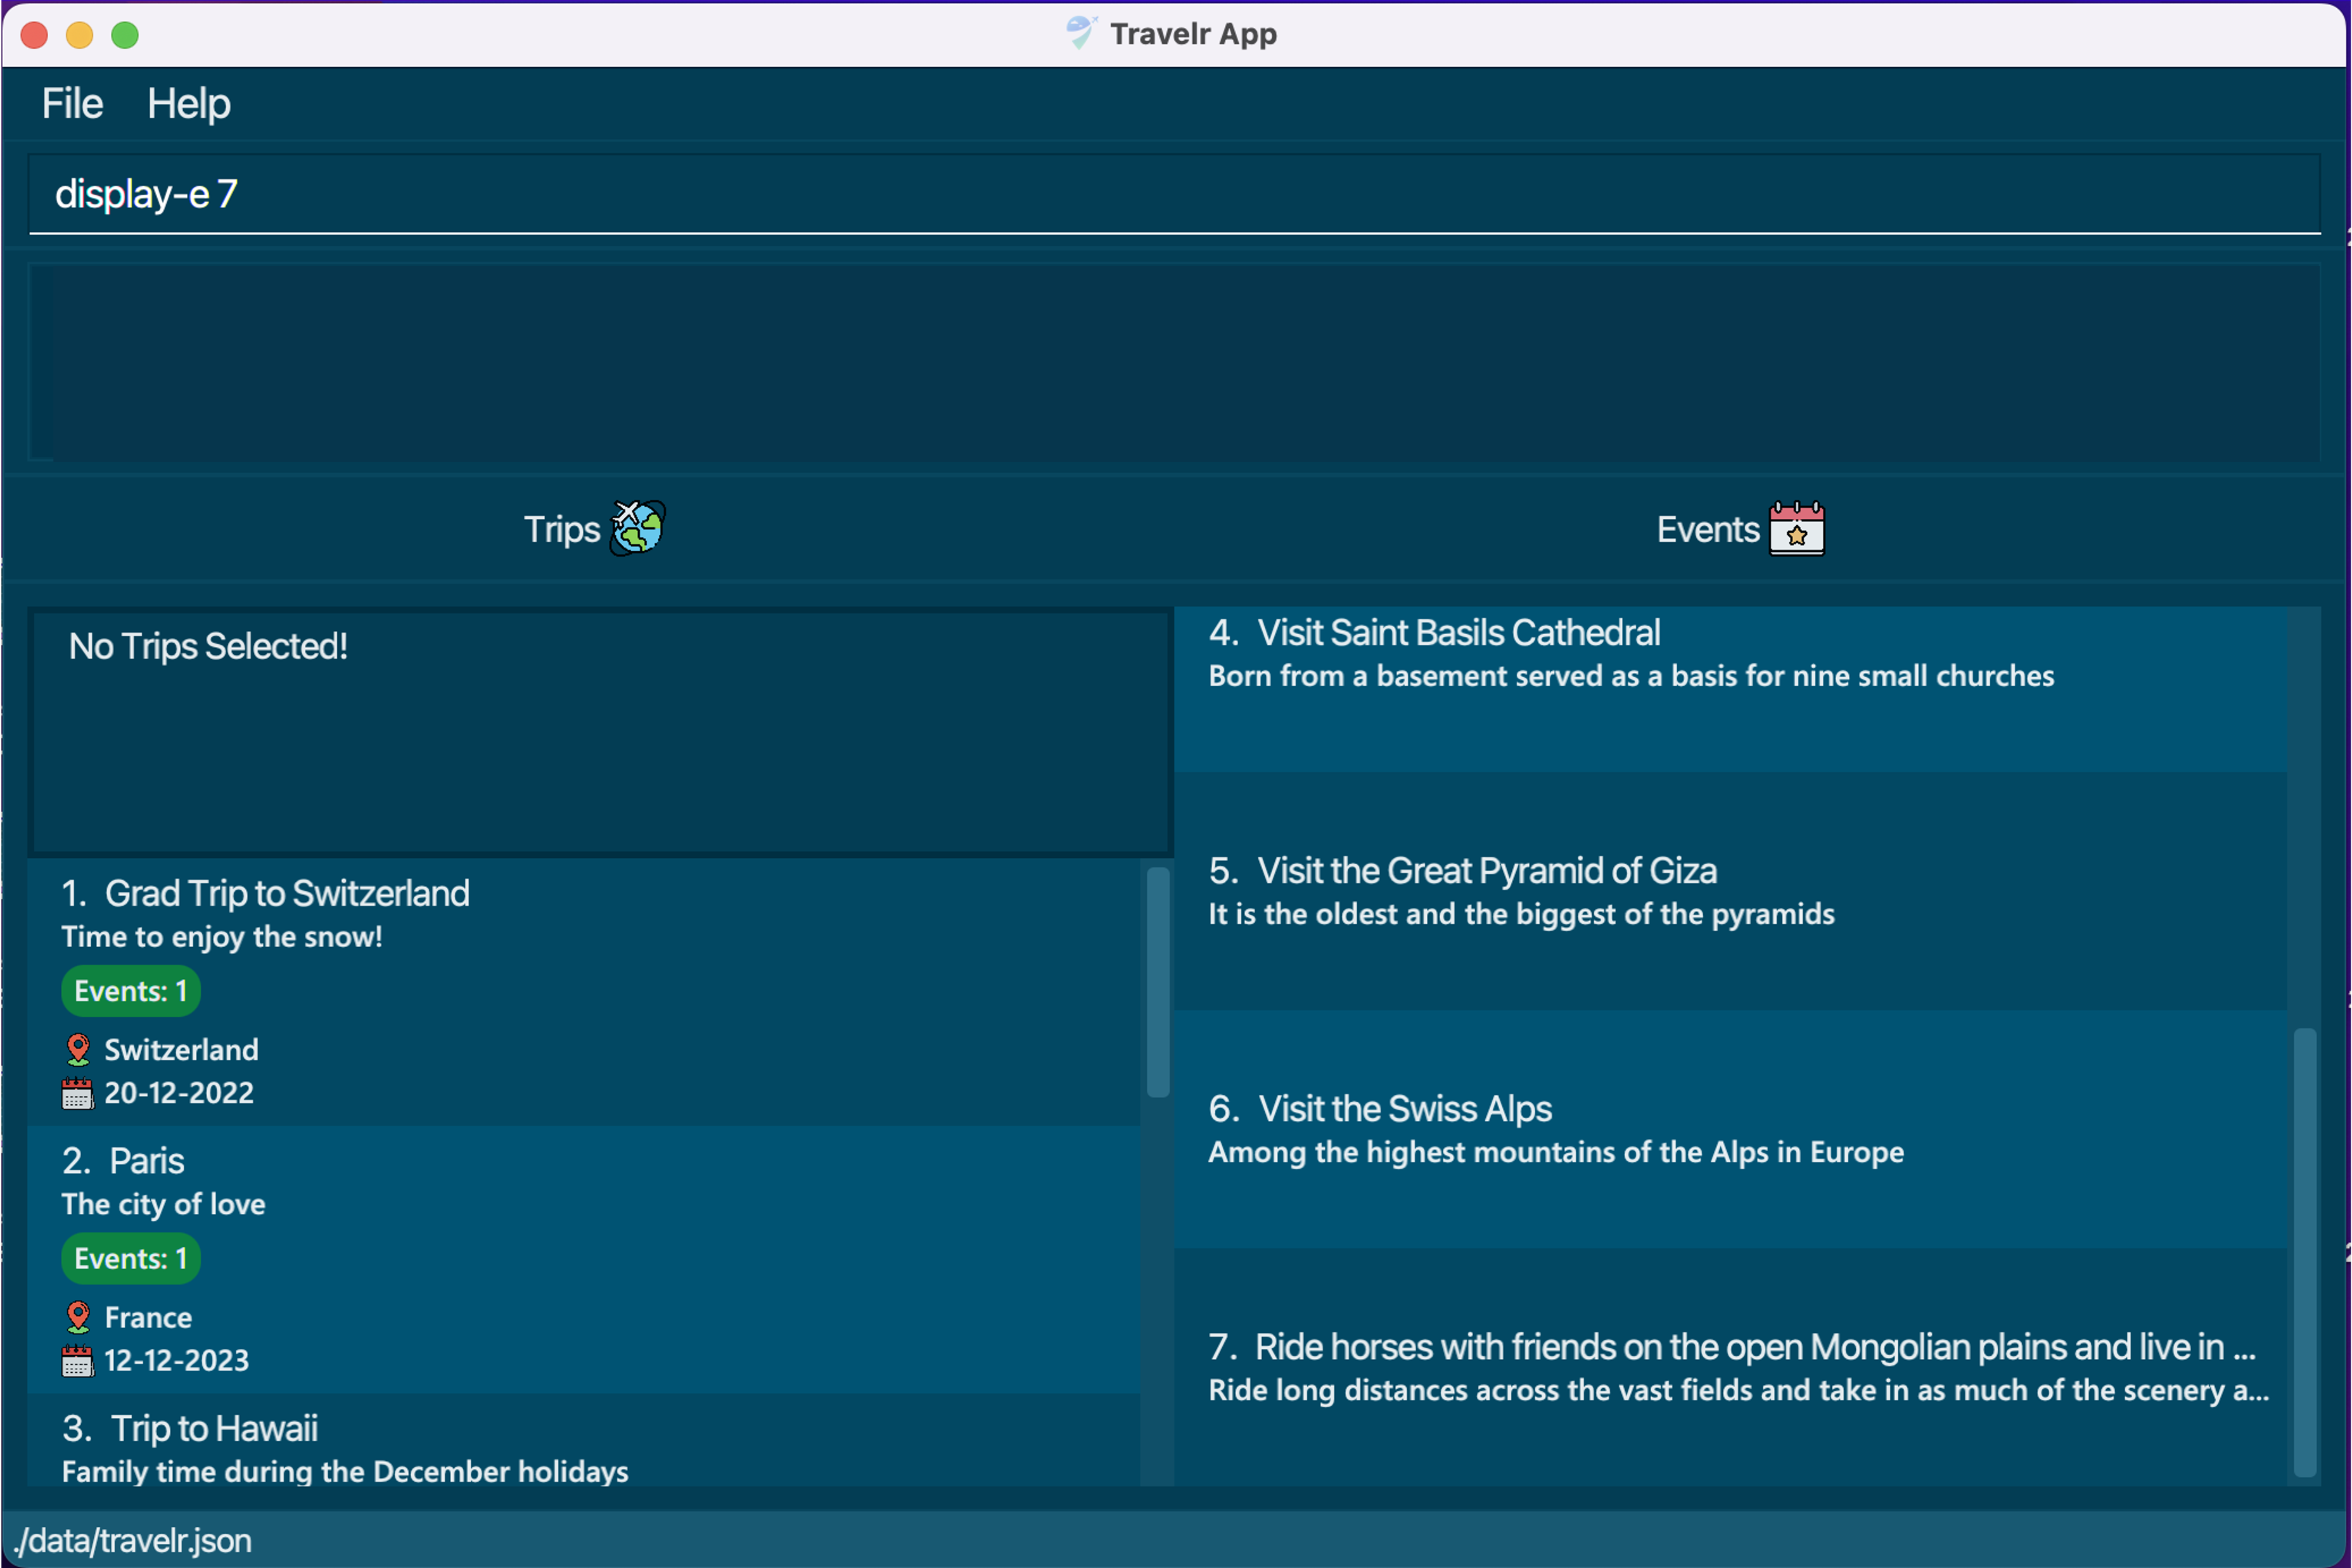 Travelr App
File Help
display-e 7
Trips
Events
No Trips Selected!
1. Grad Trip to Switzerland
Time to enjoy the snow!
Events: 1
Switzerland
20-12-2022
2. Paris
The city of love
Events: 1
France
12-12-2023
3. Trip to Hawaii
Family time during the December holidays
4. Visit Saint Basils Cathedral
Born from a basement served as a basis for nine small churches
5. Visit the Great Pyramid of Giza
It is the oldest and the biggest of the pyramids
6. Visit the Swiss Alps
Among the highest mountains of the Alps in Europe
7. Ride horses with friends on the open Mongolian plains and live in ...
Ride long distances across the vast fields and take in as much of the scenery a...
./data/travelr.json